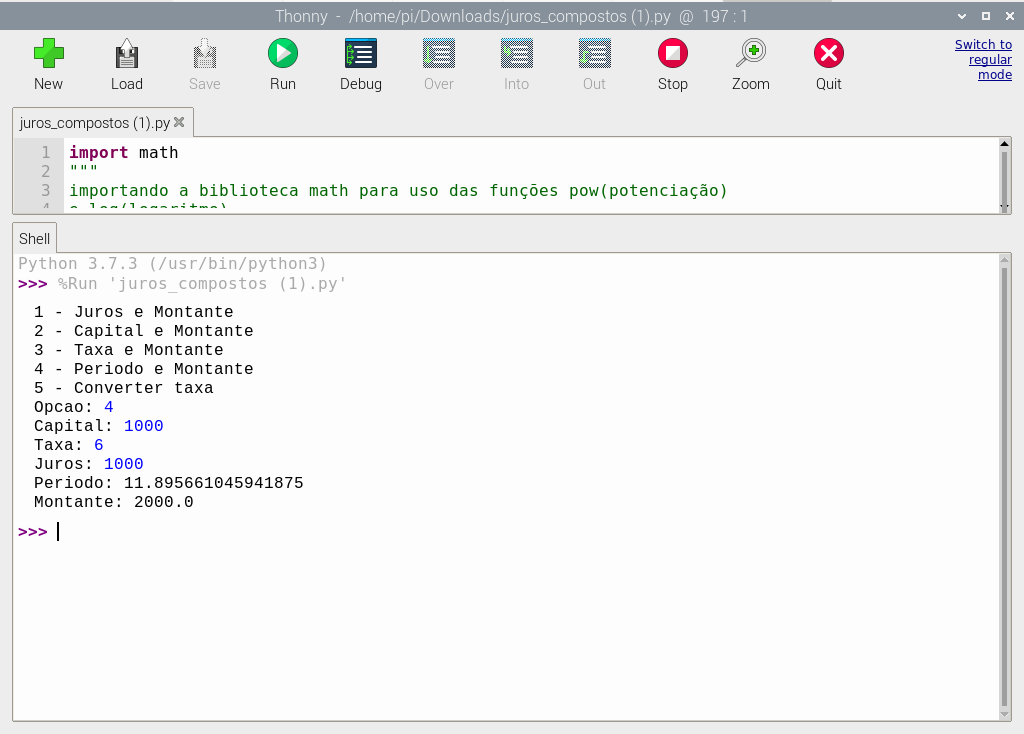 Thonny - /home/pi/Downloads/juros_compostos (1).py @ 197 : 1
New Load Save Run Debug Over Into Out Stop Zoom Quit
Switch to
regular
mode
juros_compostos (1).py
1 import math
2 """
3 importando a biblioteca math para uso das funções pow(potenciação)
4 e log(logaritmo)
Shell
Python 3.7.3 (/usr/bin/python3)
>>> %Run 'juros_compostos (1).py'
1 - Juros e Montante
2 - Capital e Montante
3 - Taxa e Montante
4 - Periodo e Montante
5 - Converter taxa
Opcao: 4
Capital: 1000
Taxa: 6
Juros: 1000
Periodo: 11.895661045941875
Montante: 2000.0
>>>